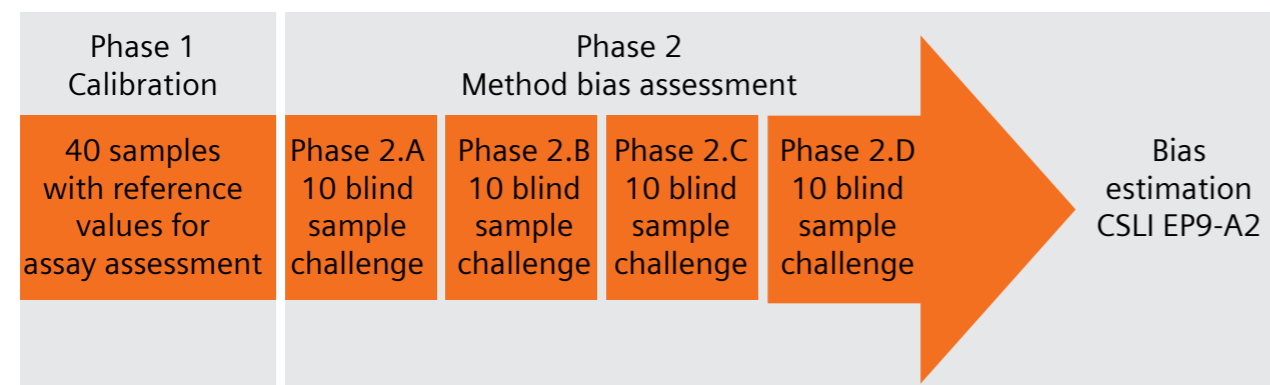 Phase 1
Calibration
Phase 2
Method bias assessment
40 samples
with reference
values for
assay assessment
Phase 2.A
10 blind
sample
challenge
Phase 2.B
10 blind
sample
challenge
Phase 2.C
10 blind
sample
challenge
Phase 2.D
10 blind
sample
challenge
Bias
estimation
CSLI EP9-A2